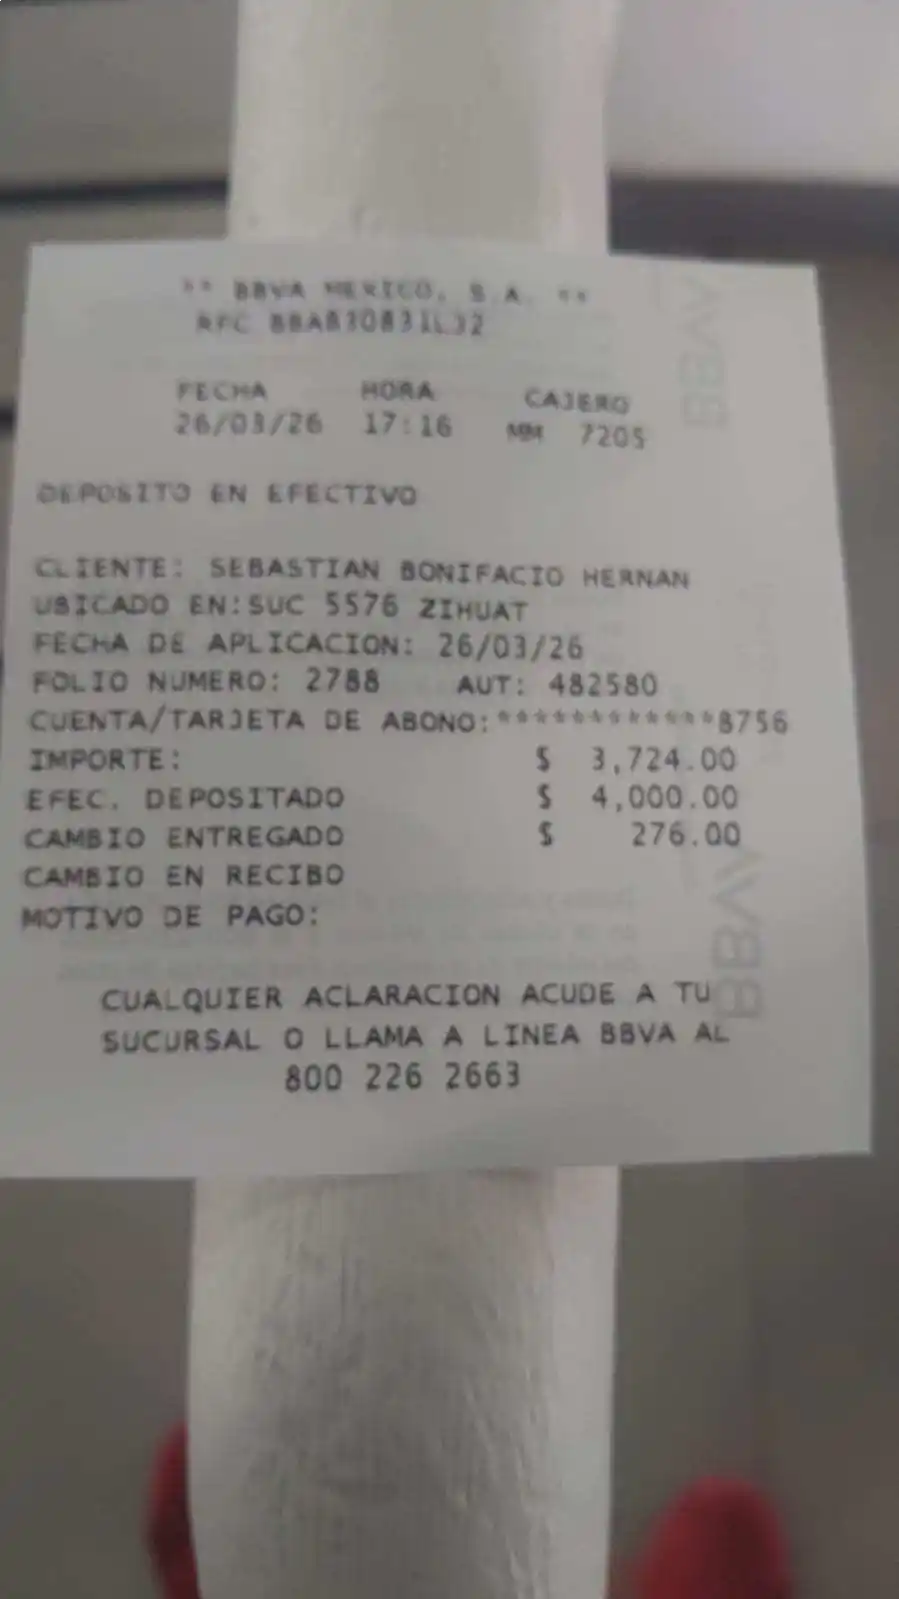 ** BBVA MEXICO, S.A. **
RFC BBA830831LJ2
FECHA HORA CAJERO
26/03/26 17:16 MM 7205
DEPOSITO EN EFECTIVO
CLIENTE: SEBASTIAN BONIFACIO HERNAN
UBICADO EN:SUC 5576 ZIHUAT
FECHA DE APLICACION: 26/03/26
FOLIO NUMERO: 2788 AUT: 482580
CUENTA/TARJETA DE ABONO:************8756
IMPORTE: $ 3,724.00
EFEC. DEPOSITADO $ 4,000.00
CAMBIO ENTREGADO $ 276.00
CAMBIO EN RECIBO
MOTIVO DE PAGO:
CUALQUIER ACLARACION ACUDE A TU
SUCURSAL O LLAMA A LINEA BBVA AL
800 226 2663
BBVA
BBVA